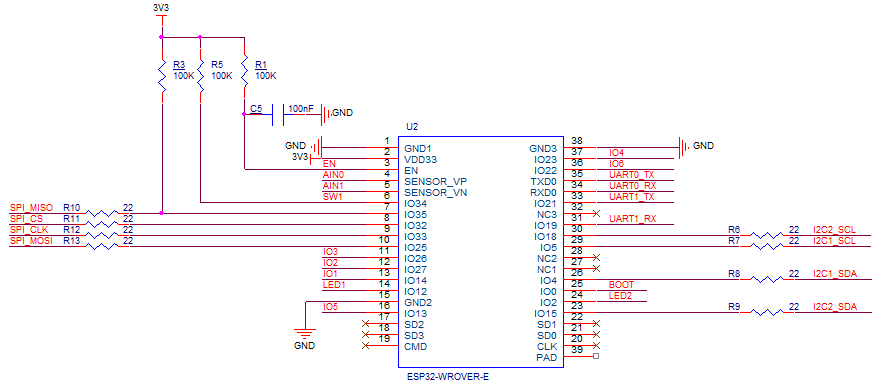 3V3
R3
100K
R5
100K
R1
100K
C5
100nF
GND
U2
GND
3V3
EN
AIN0
AIN1
SW1
SPI_MISO R10 22
SPI_CS R11 22
SPI_CLK R12 22
SPI_MOSI R13 22
IO3
IO2
IO1
LED1
IO5
GND
1 GND1
2 VDD33
3 EN
4 SENSOR_VP
5 SENSOR_VN
6 IO34
7 IO35
8 IO32
9 IO33
10 IO25
11 IO26
12 IO27
13 IO14
14 IO12
15 GND2
16 IO13
17 SD2
18 SD3
19 CMD
GND3 38 GND
IO23 37 IO4
IO22 36 IO6
TXD0 35 UART0_TX
RXD0 34 UART0_RX
IO21 33 UART1_TX
NC3 32
IO19 31 UART1_RX
IO18 30 R6 22 I2C2_SCL
IO5 29 R7 22 I2C1_SCL
NC2 28
NC1 27
IO4 26 R8 22 I2C1_SDA
IO0 25 BOOT
IO2 24 LED2
IO15 23 R9 22 I2C2_SDA
SD1 22
SD0 21
CLK 20
PAD 39
ESP32-WROVER-E